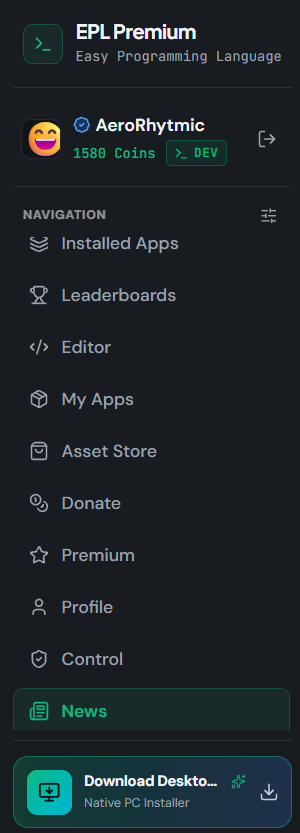 EPL Premium
Easy Programming Language
AeroRhythmic
1580 Coins
DEV
NAVIGATION
Installed Apps
Leaderboards
Editor
My Apps
Asset Store
Donate
Premium
Profile
Control
News
Download Deskto...
Native PC Installer